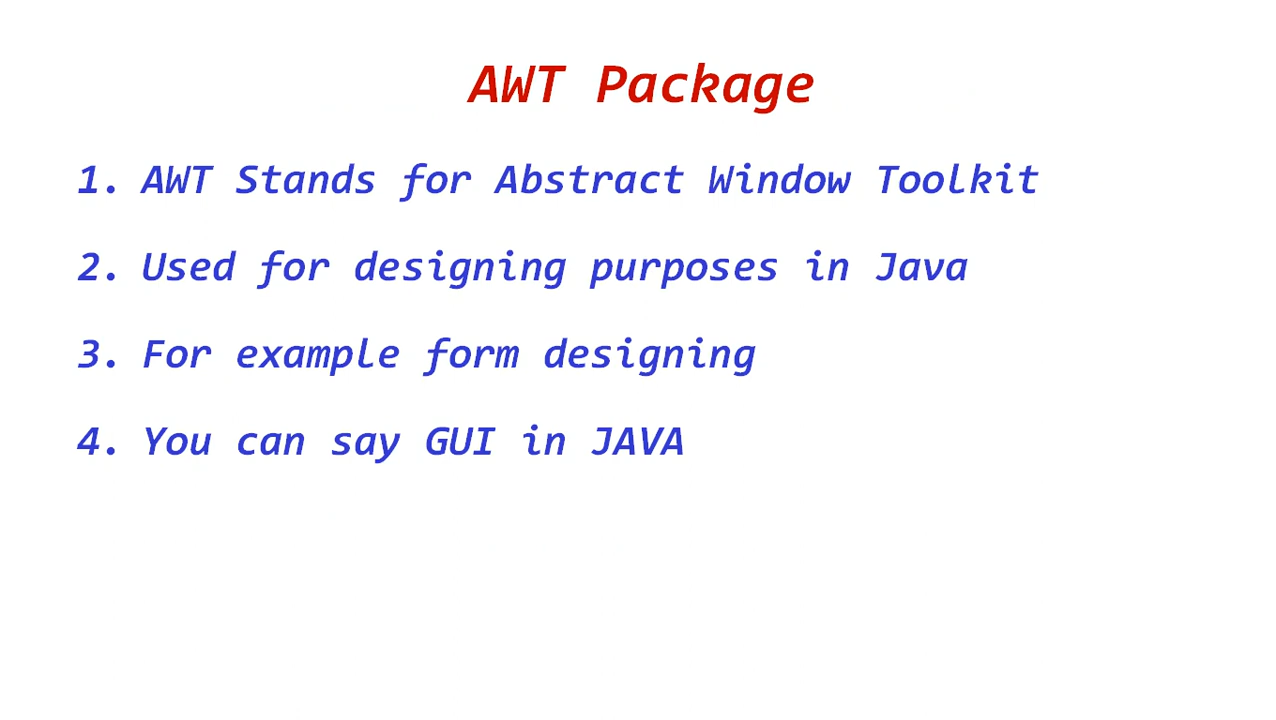 AWT Package
1. AWT Stands for Abstract Window Toolkit
2. Used for designing purposes in Java
3. For example form designing
4. You can say GUI in JAVA